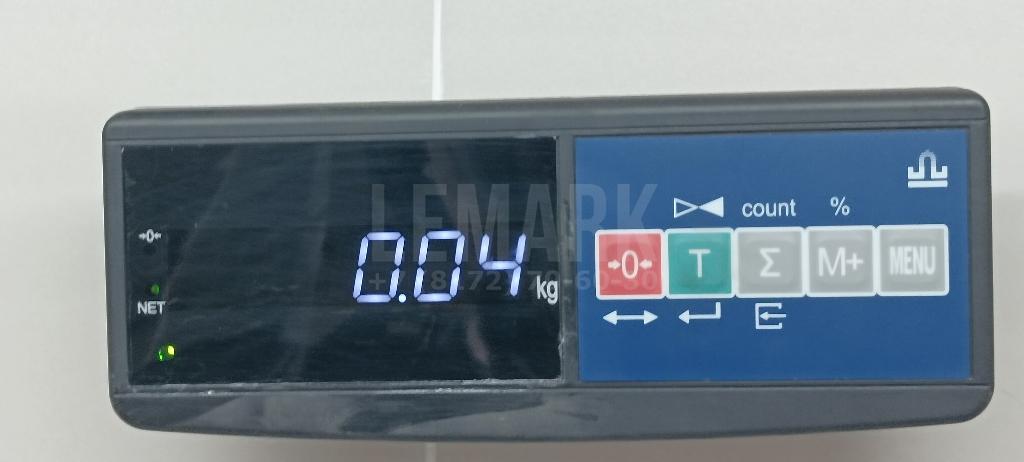 LEMARK
→0←
NET
0.04 kg
count %
→0← T Σ M+ MENU